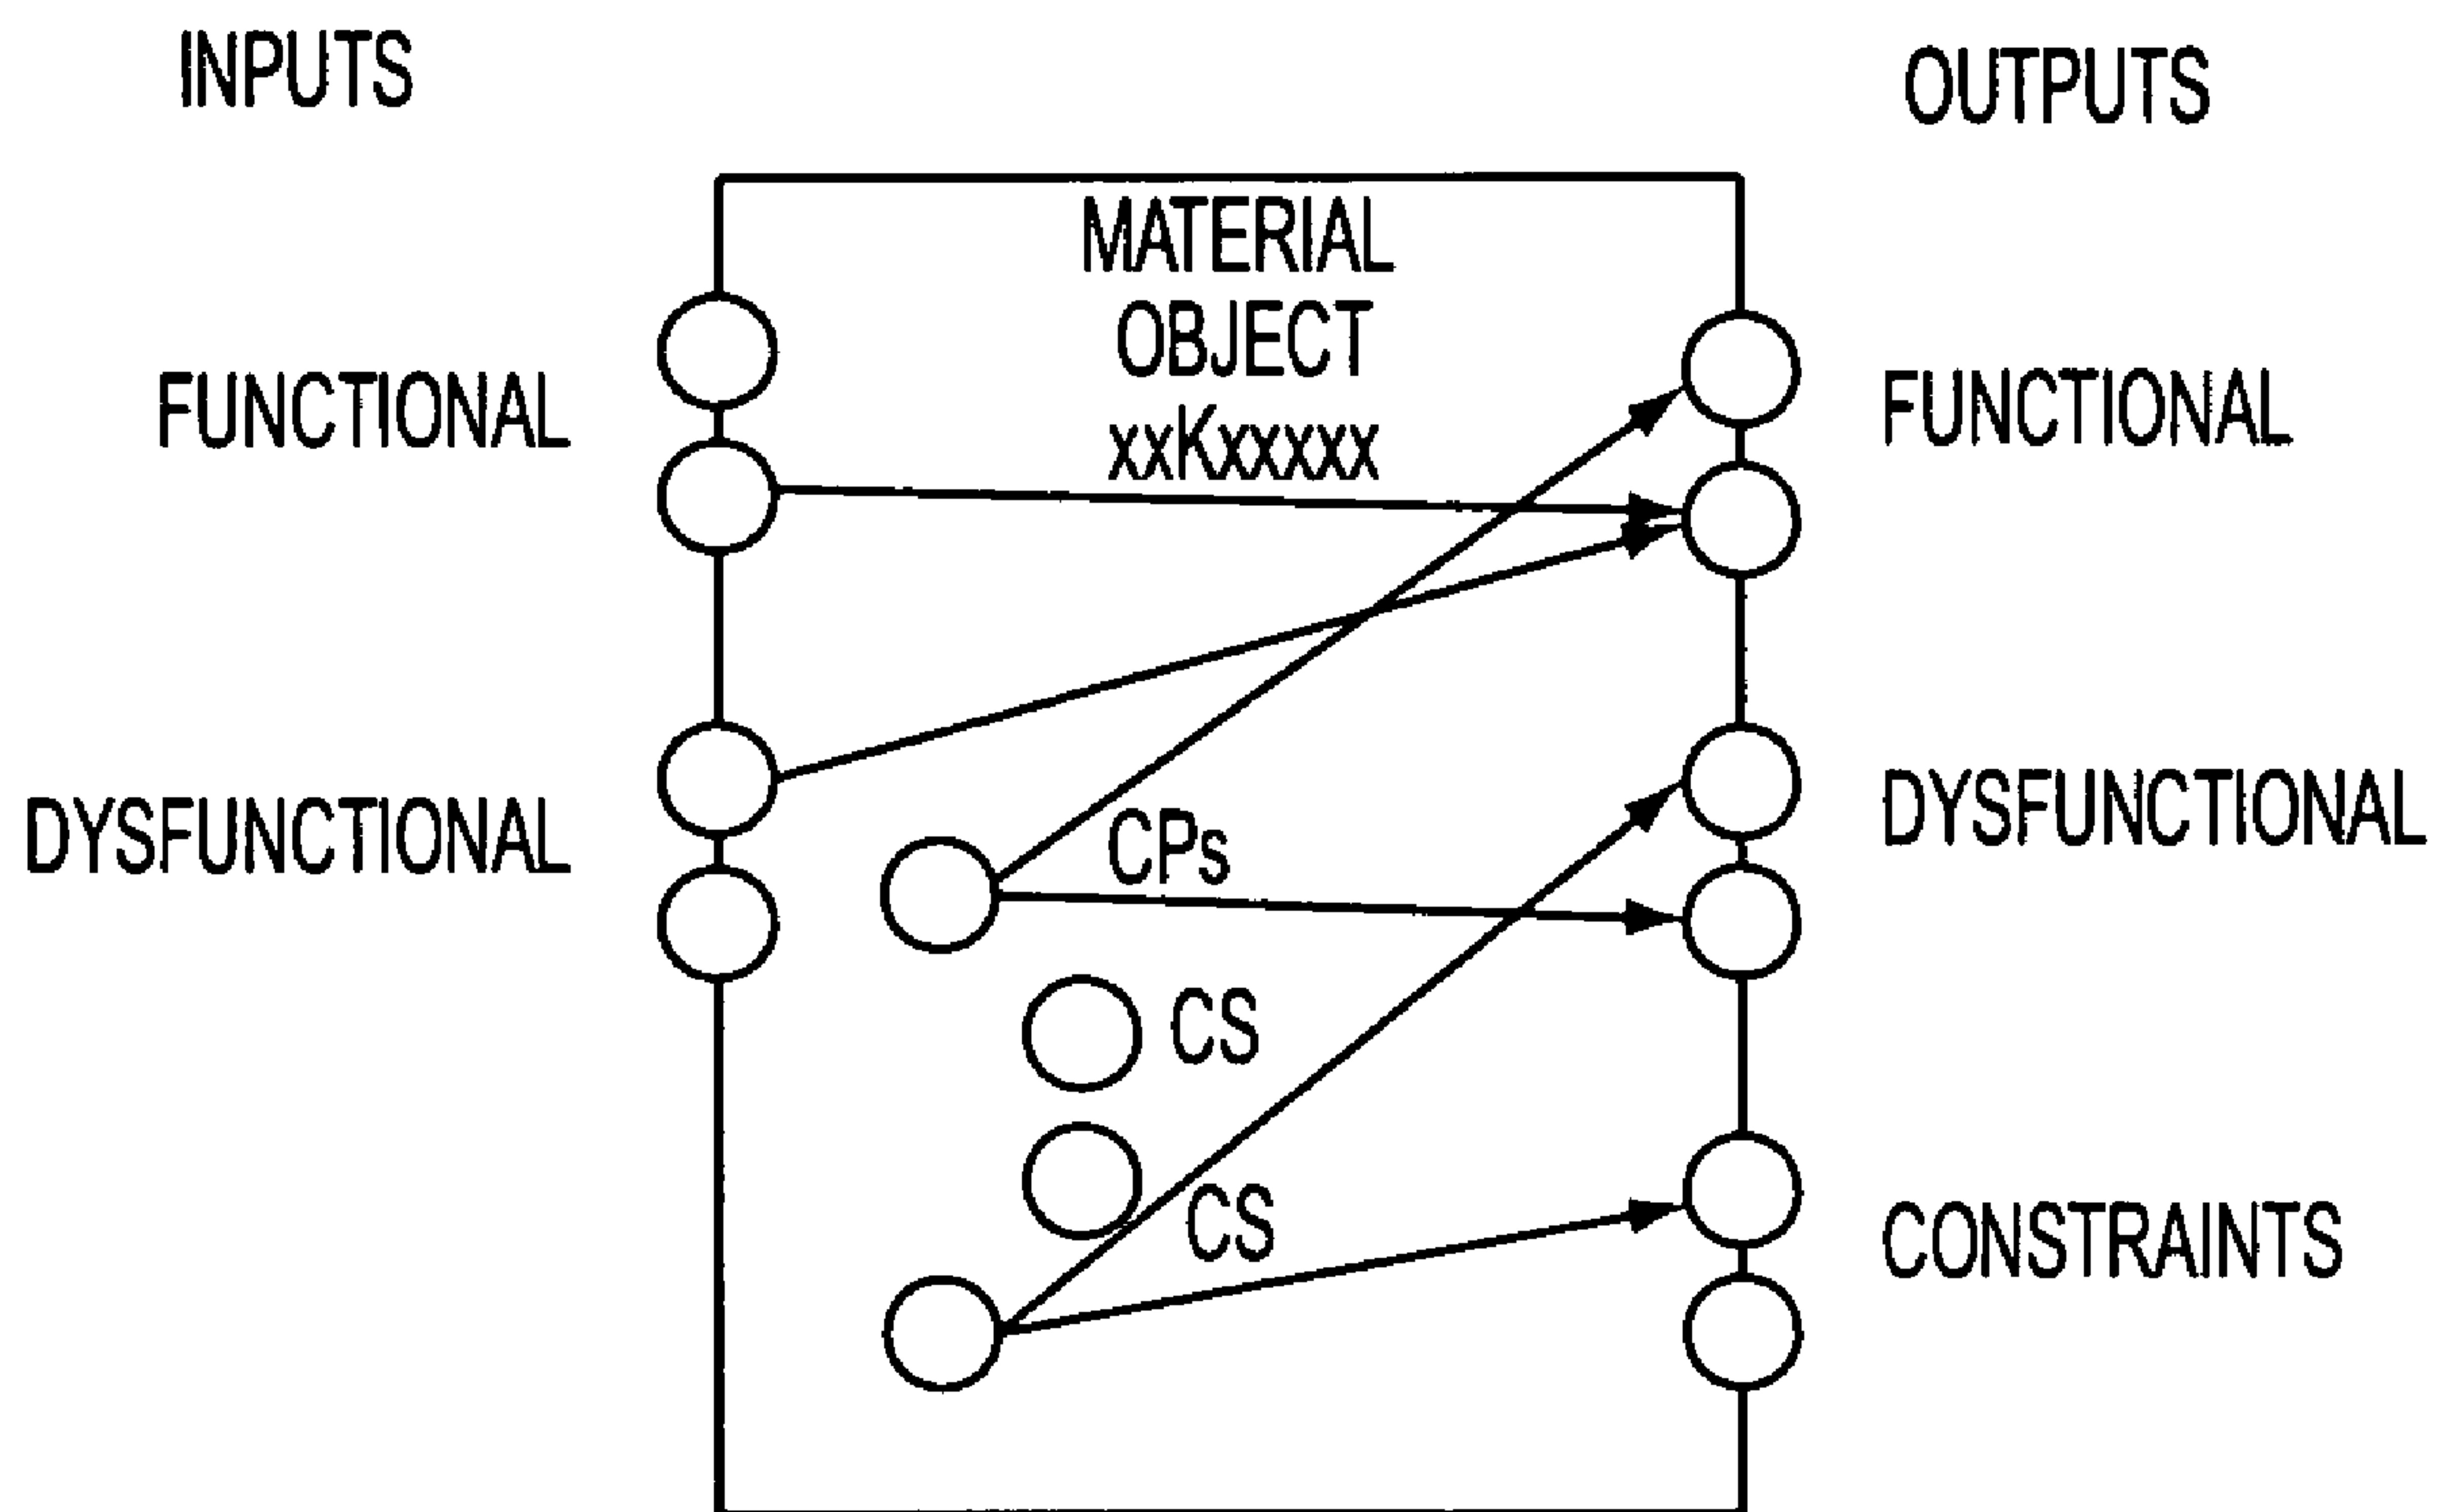 INPUTS
OUTPUTS
MATERIAL
OBJECT
xxKxxxxx
FUNCTIONAL
FUNCTIONAL
DYSFUNCTIONAL
CPs
DYSFUNCTIONAL
CS
CS
CONSTRAINTS